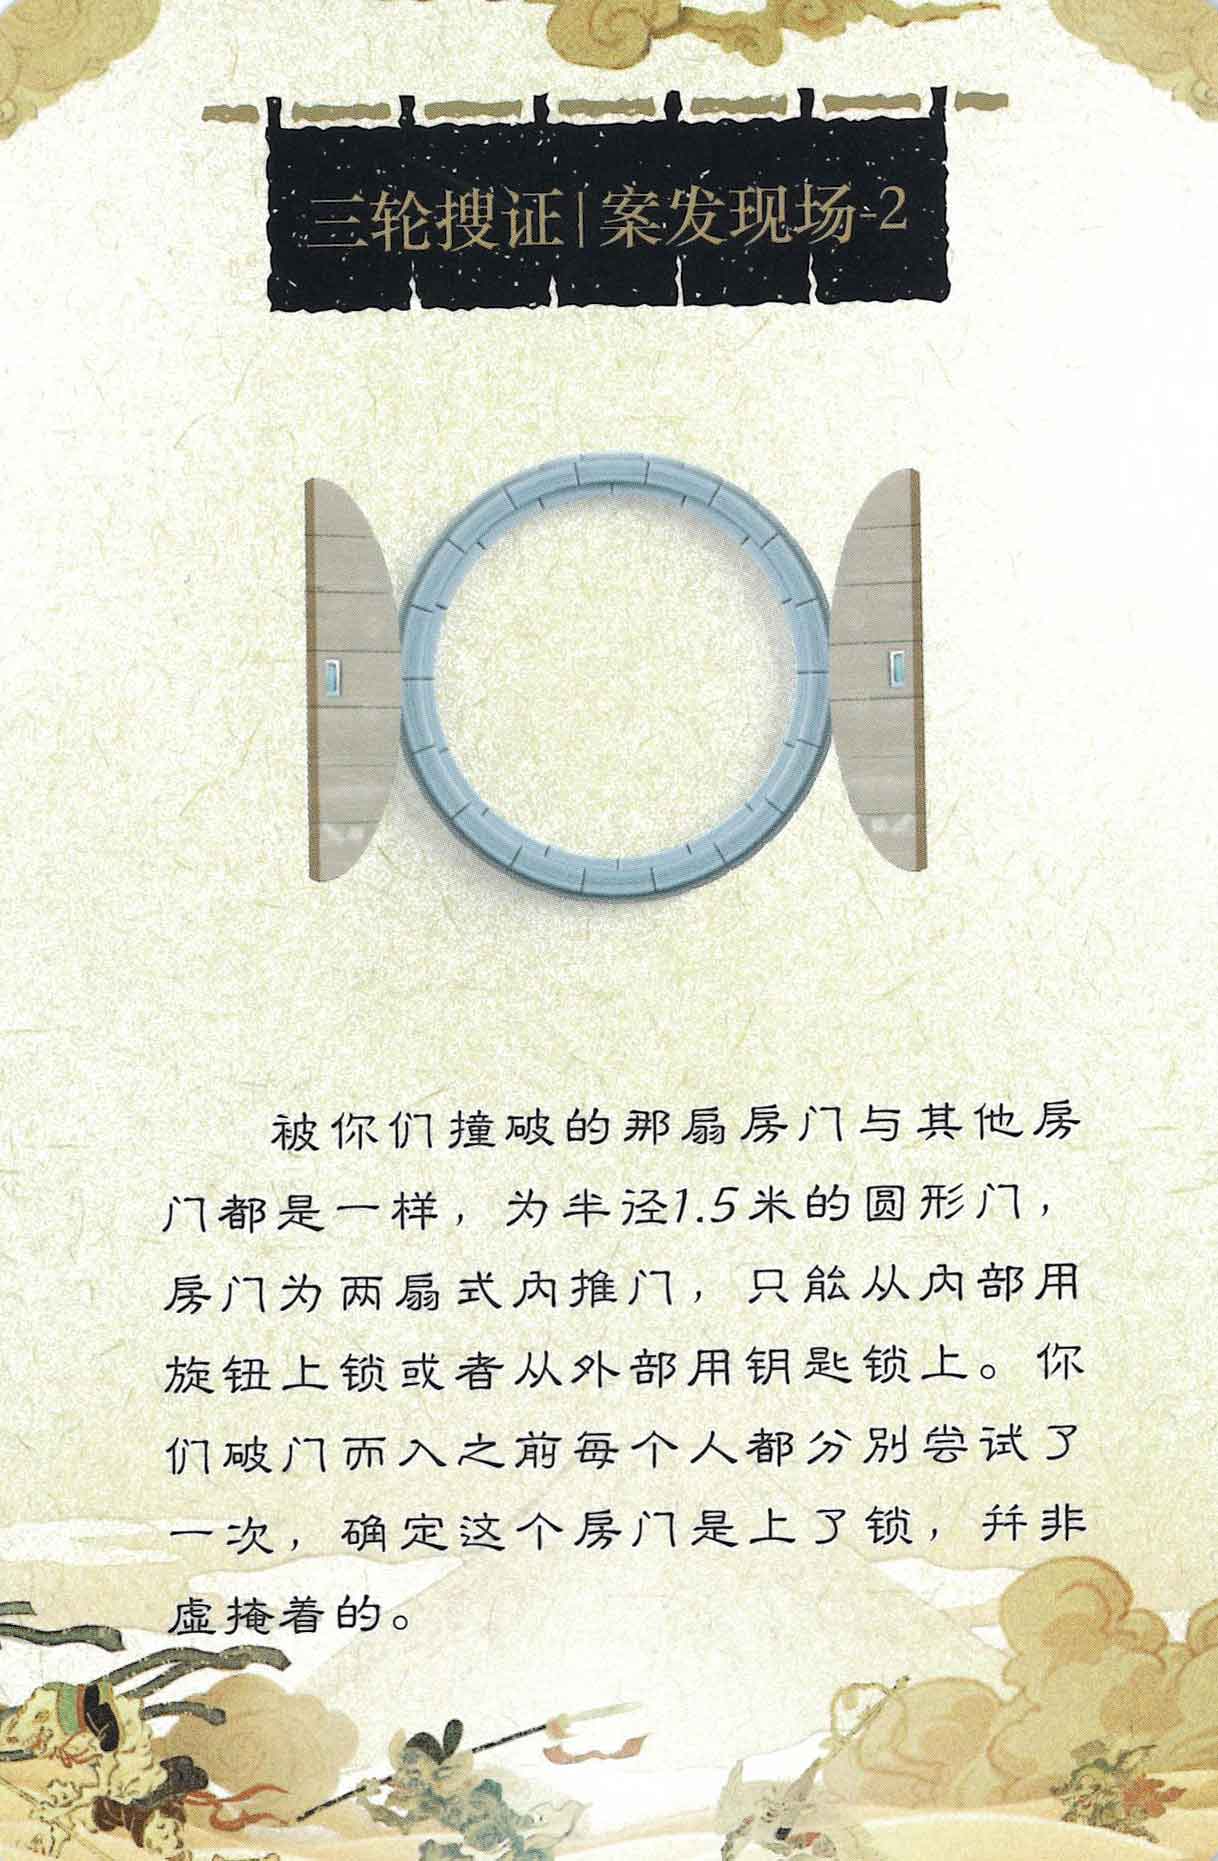 三轮搜证|案发现场-2
被你们撞破的那扇房门与其他房
门都是一样，为半径1.5米的圆形门，
房门为两扇式内推门，只能从内部用
旋钮上锁或者从外部用钥匙锁上。你
们破门而入之前每个人都分别尝试了
一次，确定这个房门是上了锁，并非
虚掩着的。